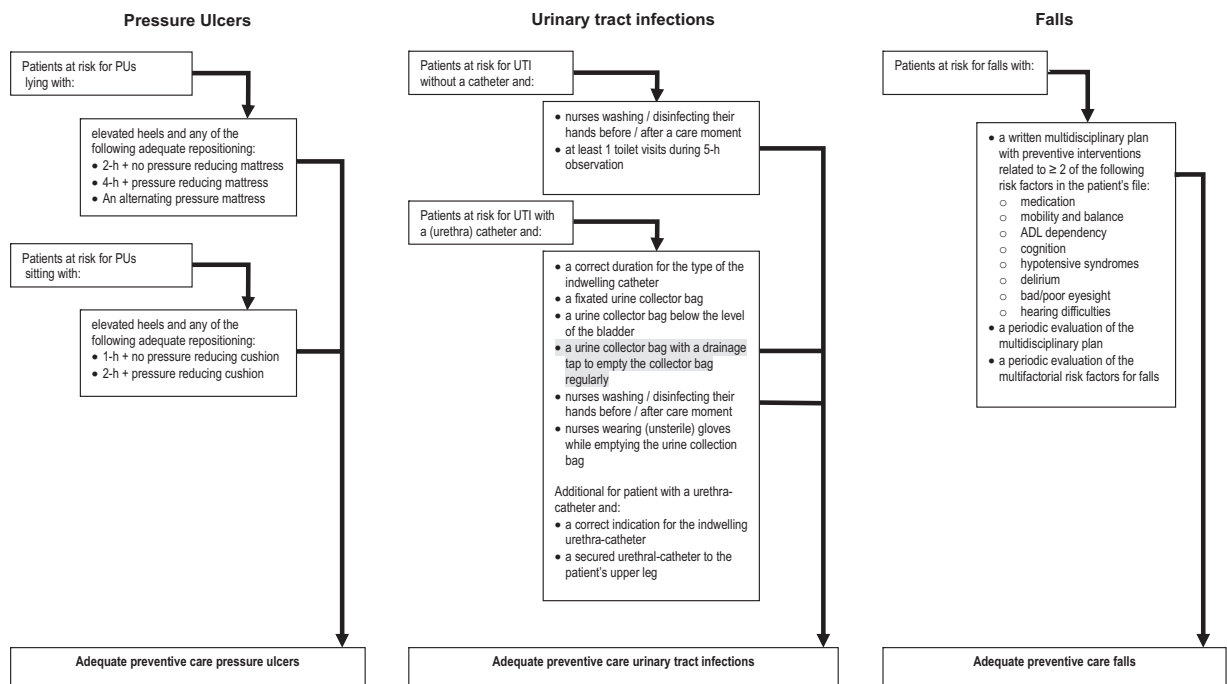 Pressure Ulcers
Patients at risk for PUs
lying with:
elevated heels and any of the
following adequate repositioning:
• 2-h + no pressure reducing mattress
• 4-h + pressure reducing mattress
• An alternating pressure mattress
Patients at risk for PUs
sitting with:
elevated heels and any of the
following adequate repositioning:
• 1-h + no pressure reducing cushion
• 2-h + pressure reducing cushion
Adequate preventive care pressure ulcers
Urinary tract infections
Patients at risk for UTI
without a catheter and:
• nurses washing / disinfecting their
hands before / after a care moment
• at least 1 toilet visits during 5-h
observation
Patients at risk for UTI with
a (urethra) catheter and:
• a correct duration for the type of the
indwelling catheter
• a fixated urine collector bag
• a urine collector bag below the level
of the bladder
• a urine collector bag with a drainage
tap to empty the collector bag
regularly
• nurses washing / disinfecting their
hands before / after care moment
• nurses wearing (unsterile) gloves
while emptying the urine collection
bag
Additional for patient with a urethra-
catheter and:
• a correct indication for the indwelling
urethra-catheter
• a secured urethral-catheter to the
patient's upper leg
Adequate preventive care urinary tract infections
Falls
Patients at risk for falls with:
• a written multidisciplinary plan
with preventive interventions
related to ≥ 2 of the following
risk factors in the patient's file:
o medication
o mobility and balance
o ADL dependency
o cognition
o hypotensive syndromes
o delirium
o bad/poor eyesight
o hearing difficulties
• a periodic evaluation of the
multidisciplinary plan
• a periodic evaluation of the
multifactorial risk factors for falls
Adequate preventive care falls